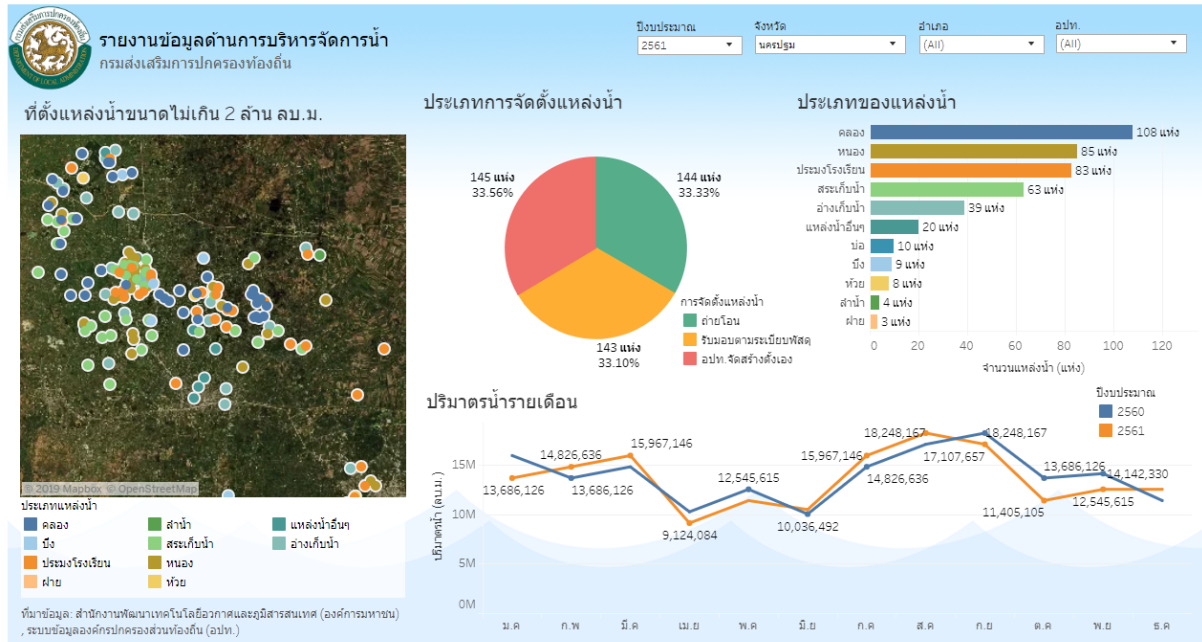 กรมส่งเสริมการปกครองท้องถิ่น
DEPARTMENT OF LOCAL ADMINISTRATION
รายงานข้อมูลด้านการบริหารจัดการน้ำ
กรมส่งเสริมการปกครองท้องถิ่น
ปีงบประมาณ
2561
จังหวัด
นครปฐม
อำเภอ
(All)
อปท.
(All)
ที่ตั้งแหล่งน้ำขนาดไม่เกิน 2 ล้าน ลบ.ม.
© 2019 Mapbox © OpenStreetMap
ประเภทแหล่งน้ำ
คลอง
บึง
ประมงโรงเรียน
ฝาย
ลำน้ำ
สระเก็บน้ำ
หนอง
ห้วย
แหล่งน้ำอื่นๆ
อ่างเก็บน้ำ
ที่มาข้อมูล: สำนักงานพัฒนาเทคโนโลยีอวกาศและภูมิสารสนเทศ (องค์การมหาชน)
, ระบบข้อมูลองค์กรปกครองส่วนท้องถิ่น (อปท.)
ประเภทการจัดตั้งแหล่งน้ำ
145 แห่ง
33.56%
144 แห่ง
33.33%
143 แห่ง
33.10%
การจัดตั้งแหล่งน้ำ
ถ่ายโอน
รับมอบตามระเบียบพัสดุ
อปท.จัดสร้างตั้งเอง
ประเภทของแหล่งน้ำ
คลอง 108 แห่ง
หนอง 85 แห่ง
ประมงโรงเรียน 83 แห่ง
สระเก็บน้ำ 63 แห่ง
อ่างเก็บน้ำ 39 แห่ง
แหล่งน้ำอื่นๆ 20 แห่ง
บ่อ 10 แห่ง
บึง 9 แห่ง
ห้วย 8 แห่ง
ลำน้ำ 4 แห่ง
ฝาย 3 แห่ง
0 20 40 60 80 100 120
จำนวนแหล่งน้ำ (แห่ง)
ปริมาตรน้ำรายเดือน
ปีงบประมาณ
2560
2561
ปริมาตรน้ำ (ลบ.ม.)
15M
10M
5M
0M
13,686,126
14,826,636
13,686,126
15,967,146
9,124,084
12,545,615
10,036,492
15,967,146
14,826,636
18,248,167
17,107,657
18,248,167
11,405,105
13,686,126
12,545,615
14,142,330
ม.ค ก.พ มี.ค เม.ย พ.ค มิ.ย ก.ค ส.ค ก.ย ต.ค พ.ย ธ.ค